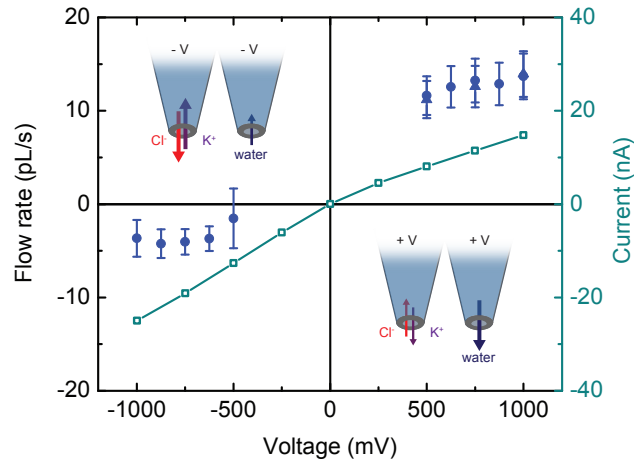 20
10
0
-10
-20
Flow rate (pL/s)
40
20
0
-20
-40
Current (nA)
-1000
-500
0
500
1000
Voltage (mV)
- V
- V
Cl-
K+
water
+ V
+ V
Cl-
K+
water